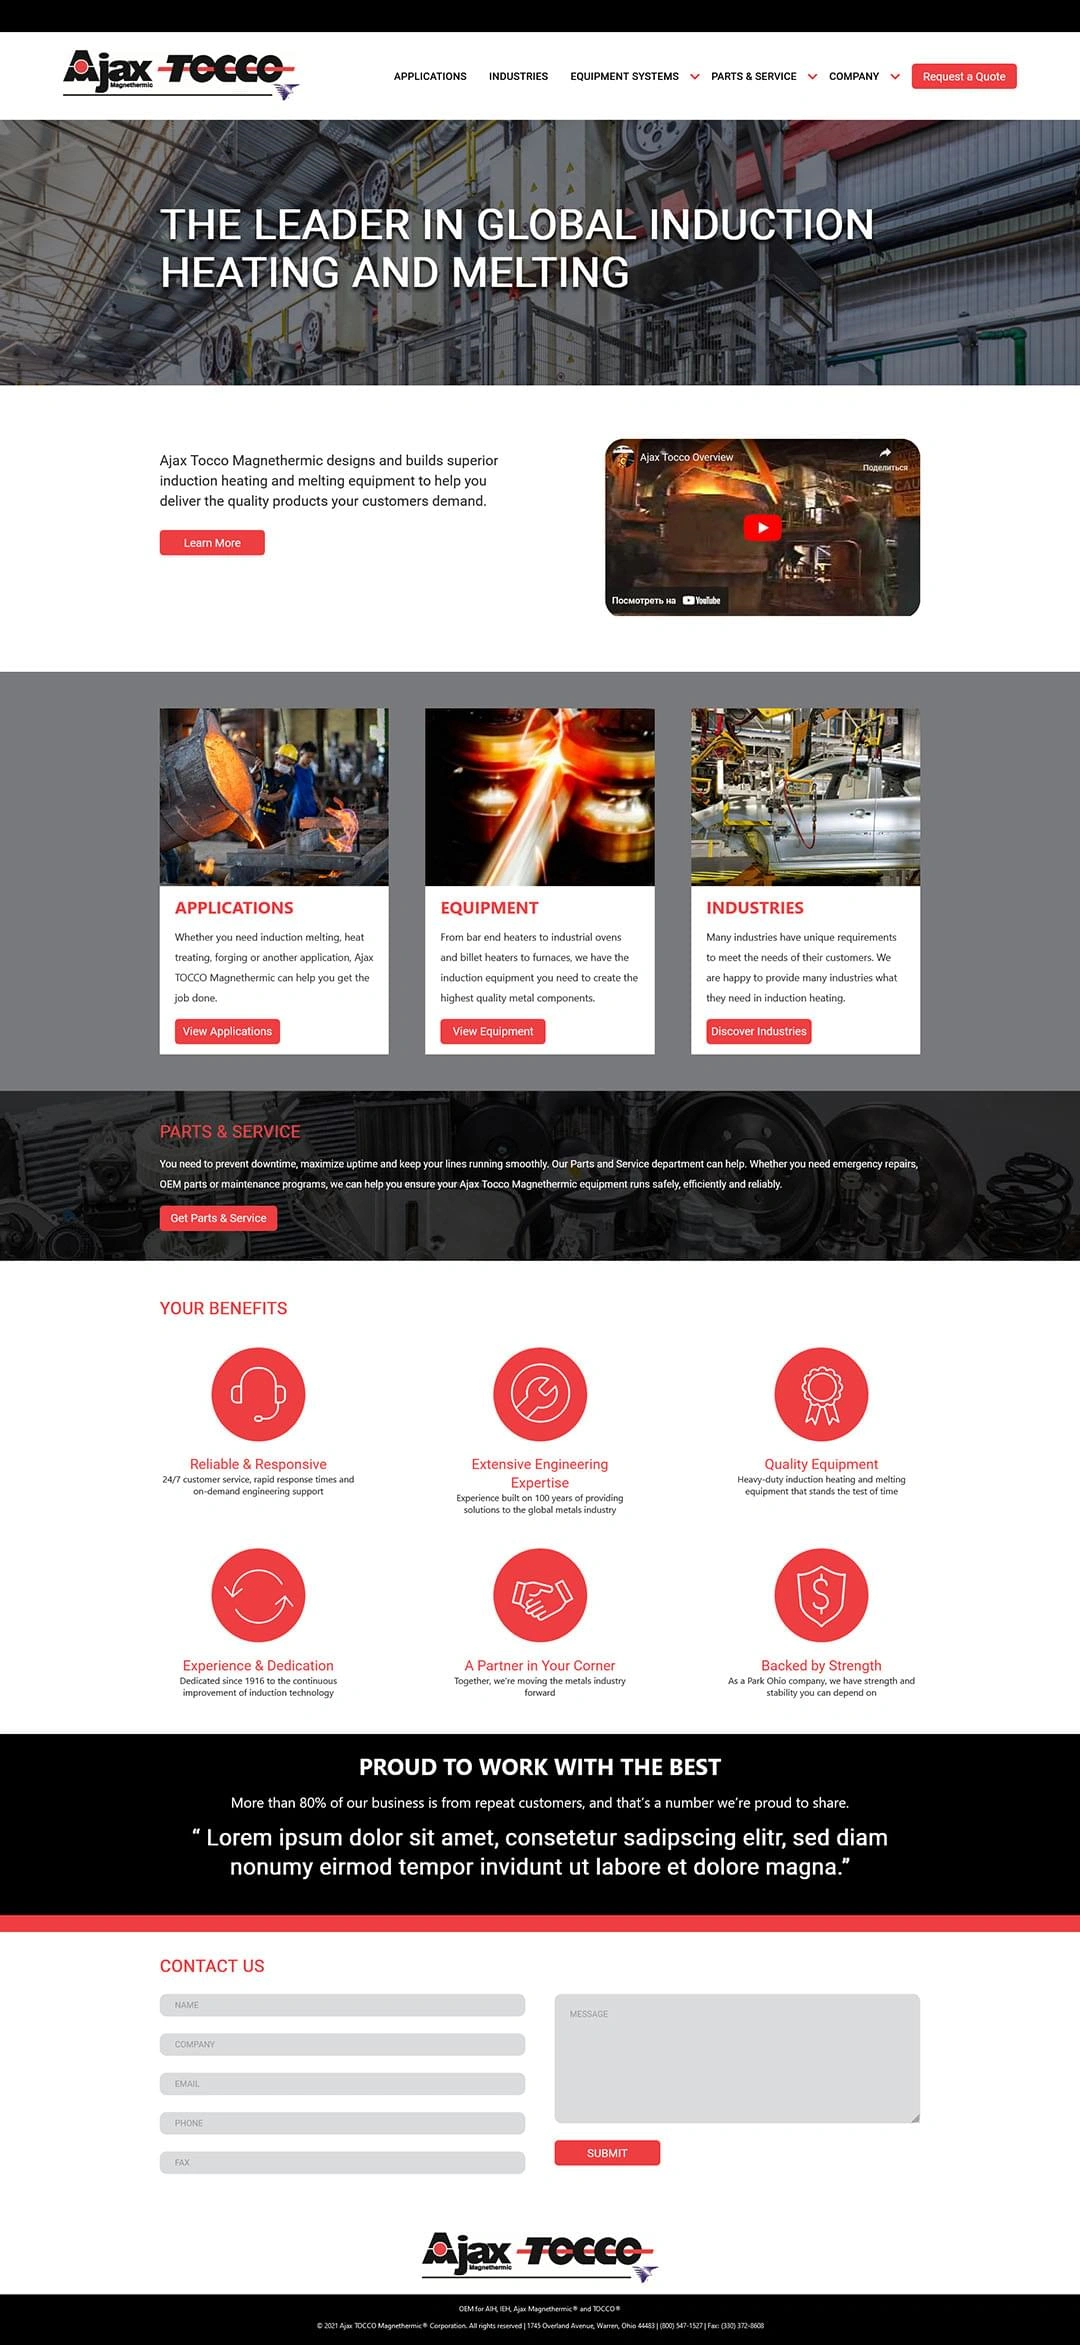 Ajax TOCCO
Magnethermic
APPLICATIONS INDUSTRIES EQUIPMENT SYSTEMS PARTS & SERVICE COMPANY Request a Quote
THE LEADER IN GLOBAL INDUCTION
HEATING AND MELTING
Ajax Tocco Magnethermic designs and builds superior
induction heating and melting equipment to help you
deliver the quality products your customers demand.
Learn More
Ajax Tocco Overview
Поделиться
CAUTION
Посмотреть на YouTube
APPLICATIONS
Whether you need induction melting, heat
treating, forging or another application, Ajax
TOCCO Magnethermic can help you get the
job done.
View Applications
EQUIPMENT
From bar end heaters to industrial ovens
and billet heaters to furnaces, we have the
induction equipment you need to create the
highest quality metal components.
View Equipment
INDUSTRIES
Many industries have unique requirements
to meet the needs of their customers. We
are happy to provide many industries what
they need in induction heating.
Discover Industries
PARTS & SERVICE
You need to prevent downtime, maximize uptime and keep your lines running smoothly. Our Parts and Service department can help. Whether you need emergency repairs,
OEM parts or maintenance programs, we can help you ensure your Ajax Tocco Magnethermic equipment runs safely, efficiently and reliably.
Get Parts & Service
YOUR BENEFITS
Reliable & Responsive
24/7 customer service, rapid response times and
on-demand engineering support
Extensive Engineering
Expertise
Experience built on 100 years of providing
solutions to the global metals industry
Quality Equipment
Heavy-duty induction heating and melting
equipment that stands the test of time
Experience & Dedication
Dedicated since 1916 to the continuous
improvement of induction technology
A Partner in Your Corner
Together, we're moving the metals industry
forward
$
Backed by Strength
As a Park Ohio company, we have strength and
stability you can depend on
PROUD TO WORK WITH THE BEST
More than 80% of our business is from repeat customers, and that's a number we're proud to share.
“ Lorem ipsum dolor sit amet, consetetur sadipscing elitr, sed diam
nonumy eirmod tempor invidunt ut labore et dolore magna.”
CONTACT US
NAME
COMPANY
EMAIL
PHONE
FAX
MESSAGE
SUBMIT
Ajax TOCCO
Magnethermic
OEM for AIH, IEH, Ajax Magnethermic® and TOCCO®
© 2021 Ajax TOCCO Magnethermic® Corporation. All rights reserved | 1745 Overland Avenue, Warren, Ohio 44483 | (800) 547-1527 | Fax: (330) 372-8608